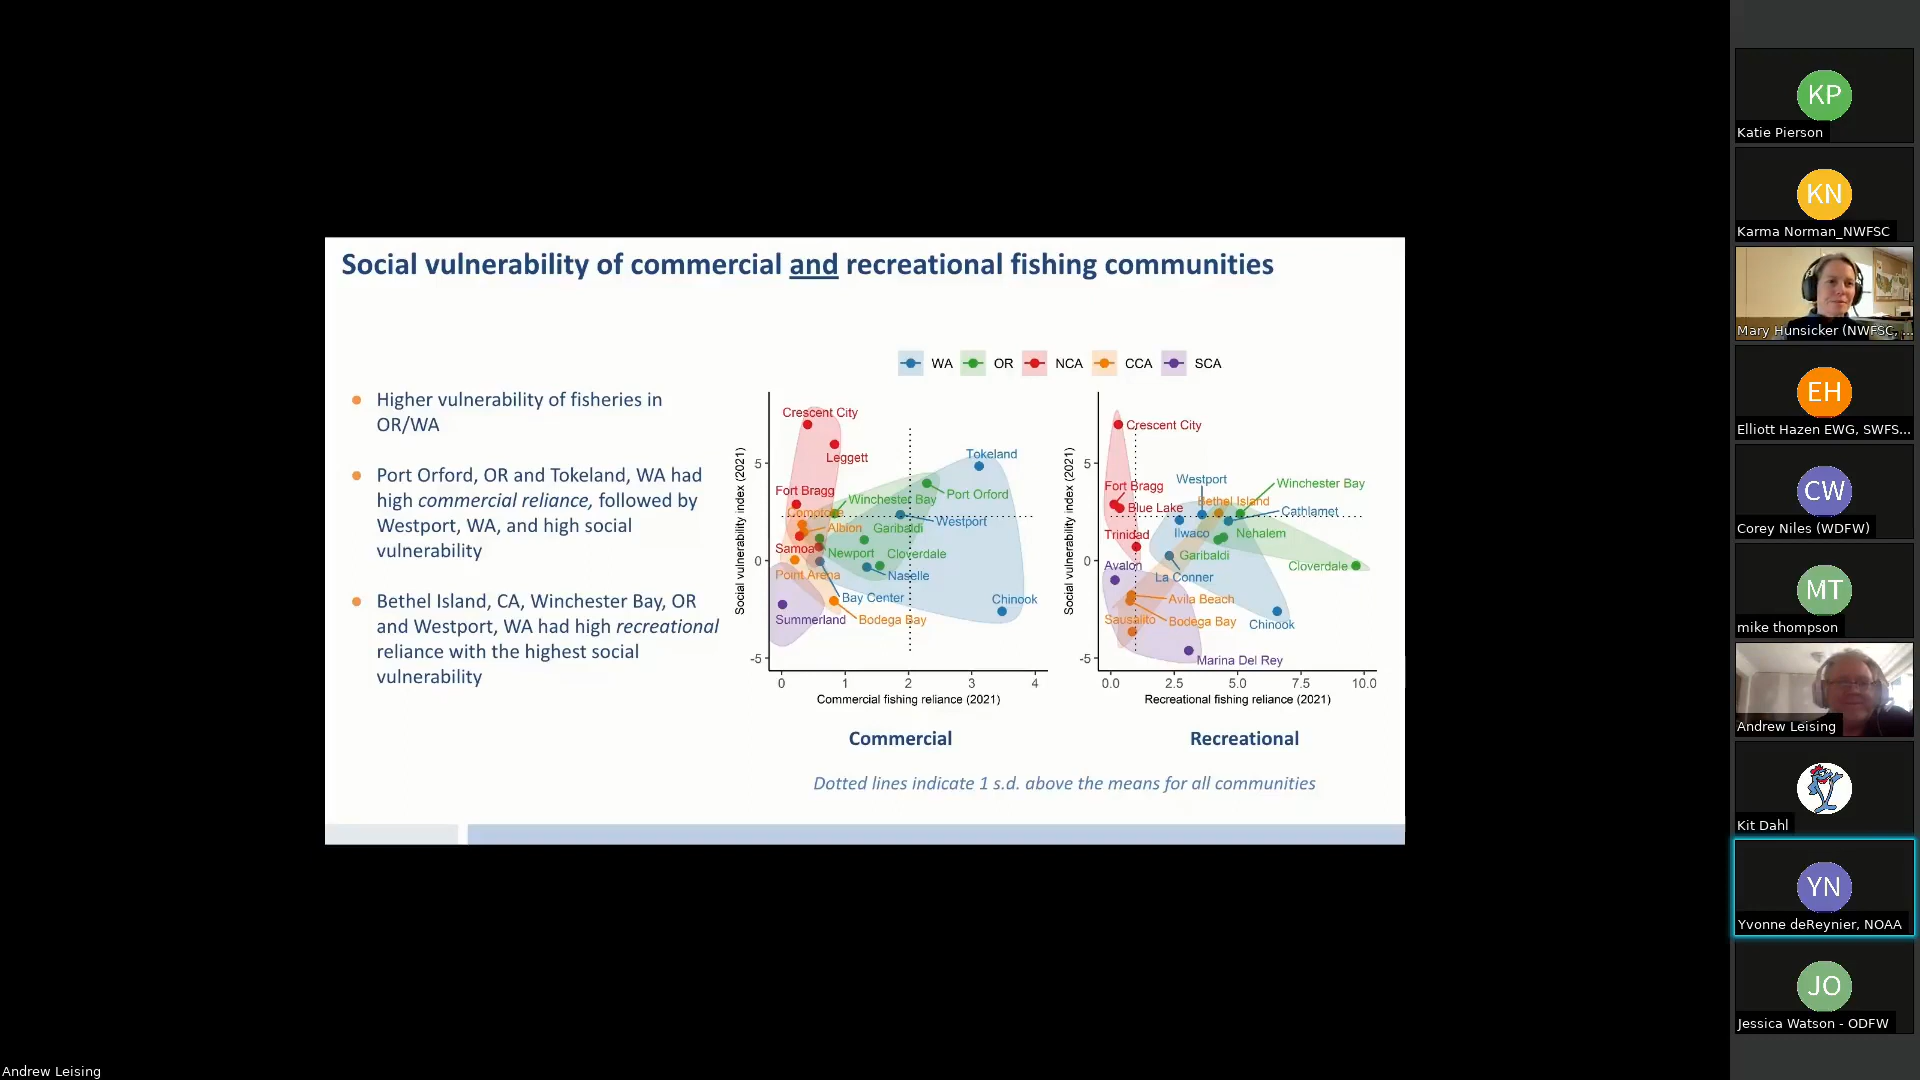 Social vulnerability of commercial and recreational fishing communities
Higher vulnerability of fisheries in
OR/WA
Port Orford, OR and Tokeland, WA had
high commercial reliance, followed by
Westport, WA, and high social
vulnerability
Bethel Island, CA, Winchester Bay, OR
and Westport, WA had high recreational
reliance with the highest social
vulnerability
WA OR NCA CCA SCA
Social vulnerability index (2021)
5
0
-5
Crescent City
Leggett
Tokeland
Fort Bragg
Winchester Bay
Port Orford
Westport
Albion
Garibaldi
Samoa
Newport
Cloverdale
Point Arena
Naselle
Bay Center
Chinook
Summerland
Bodega Bay
0 1 2 3 4
Commercial fishing reliance (2021)
Commercial
Social vulnerability index (2021)
5
0
-5
Crescent City
Westport
Fort Bragg
Winchester Bay
Bethel Island
Blue Lake
Cathlamet
Trinidad
Ilwaco
Nehalem
Garibaldi
Avalon
Cloverdale
La Conner
Avila Beach
Sausalito
Bodega Bay
Chinook
Marina Del Rey
0.0 2.5 5.0 7.5 10.0
Recreational fishing reliance (2021)
Recreational
Dotted lines indicate 1 s.d. above the means for all communities
KP
Katie Pierson
KN
Karma Norman_NWFSC
Mary Hunsicker (NWFSC, ...
EH
Elliott Hazen EWG, SWFS...
CW
Corey Niles (WDFW)
MT
mike thompson
Andrew Leising
Kit Dahl
YN
Yvonne deReynier, NOAA
JO
Jessica Watson - ODFW
Andrew Leising